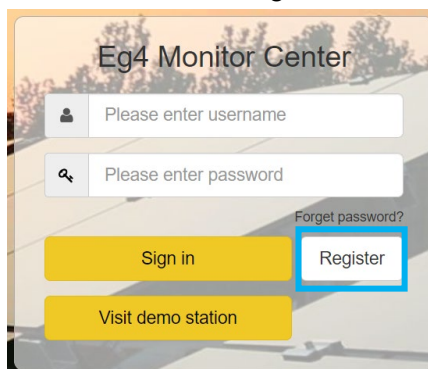 Eg4 Monitor Center
Please enter username
Please enter password
Forget password?
Sign in
Register
Visit demo station